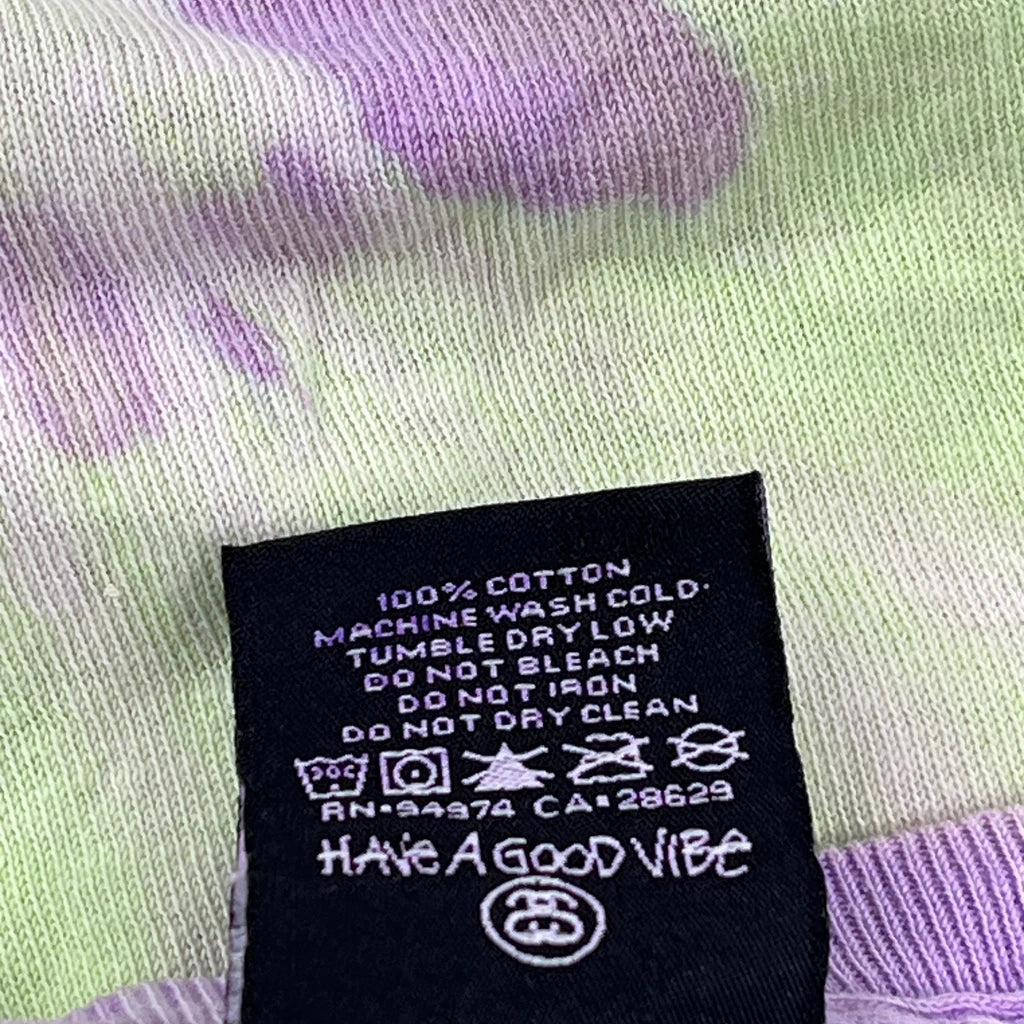 100% COTTON
MACHINE WASH COLD
TUMBLE DRY LOW
DO NOT BLEACH
DO NOT IRON
DO NOT DRY CLEAN
RN•94974 CA•28629
HAVE A GOOD VIBE